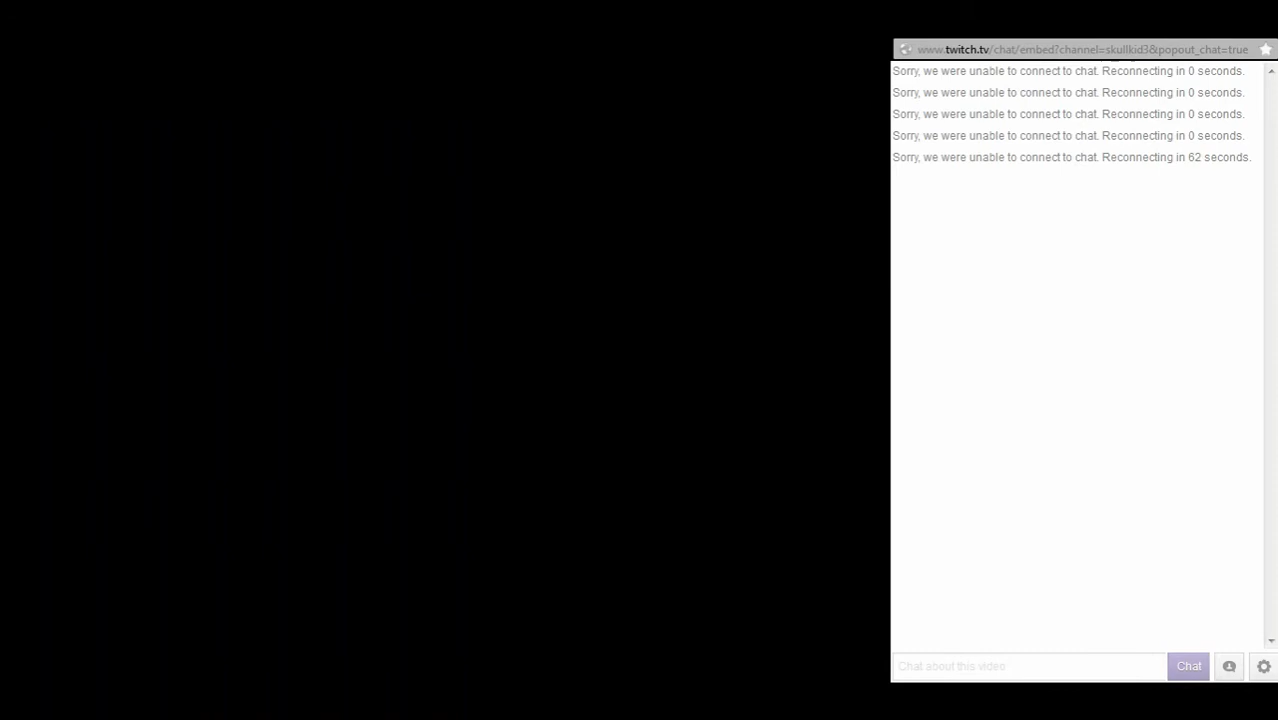 www.twitch.tv/chat/embed?channel=skullkid3&popout_chat=true
Sorry, we were unable to connect to chat. Reconnecting in 0 seconds.
Sorry, we were unable to connect to chat. Reconnecting in 0 seconds.
Sorry, we were unable to connect to chat. Reconnecting in 0 seconds.
Sorry, we were unable to connect to chat. Reconnecting in 0 seconds.
Sorry, we were unable to connect to chat. Reconnecting in 62 seconds.
Chat about this video
Chat